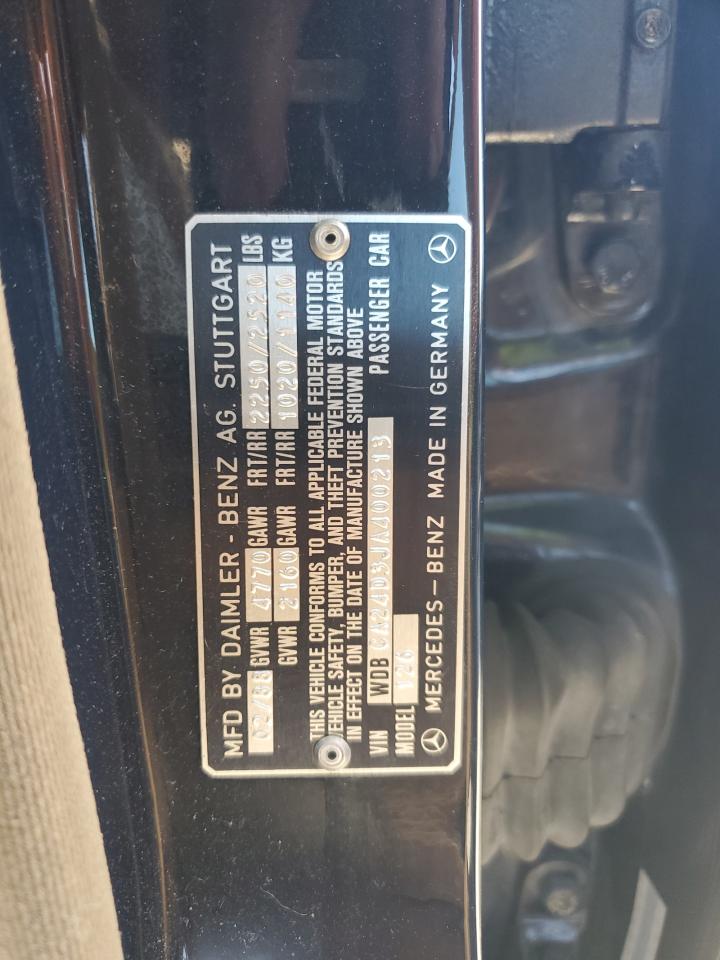 MFD BY DAIMLER - BENZ AG. STUTTGART
02/88 GVWR 4770 GAWR FRT/RR 2250/2520 LBS
GVWR 2160 GAWR FRT/RR 1020/1140 KG
THIS VEHICLE CONFORMS TO ALL APPLICABLE FEDERAL MOTOR
VEHICLE SAFETY, BUMPER, AND THEFT PREVENTION STANDARDS
IN EFFECT ON THE DATE OF MANUFACTURE SHOWN ABOVE
VIN WDB CA24D3JA400213 PASSENGER CAR
MODEL 126
MERCEDES-BENZ MADE IN GERMANY